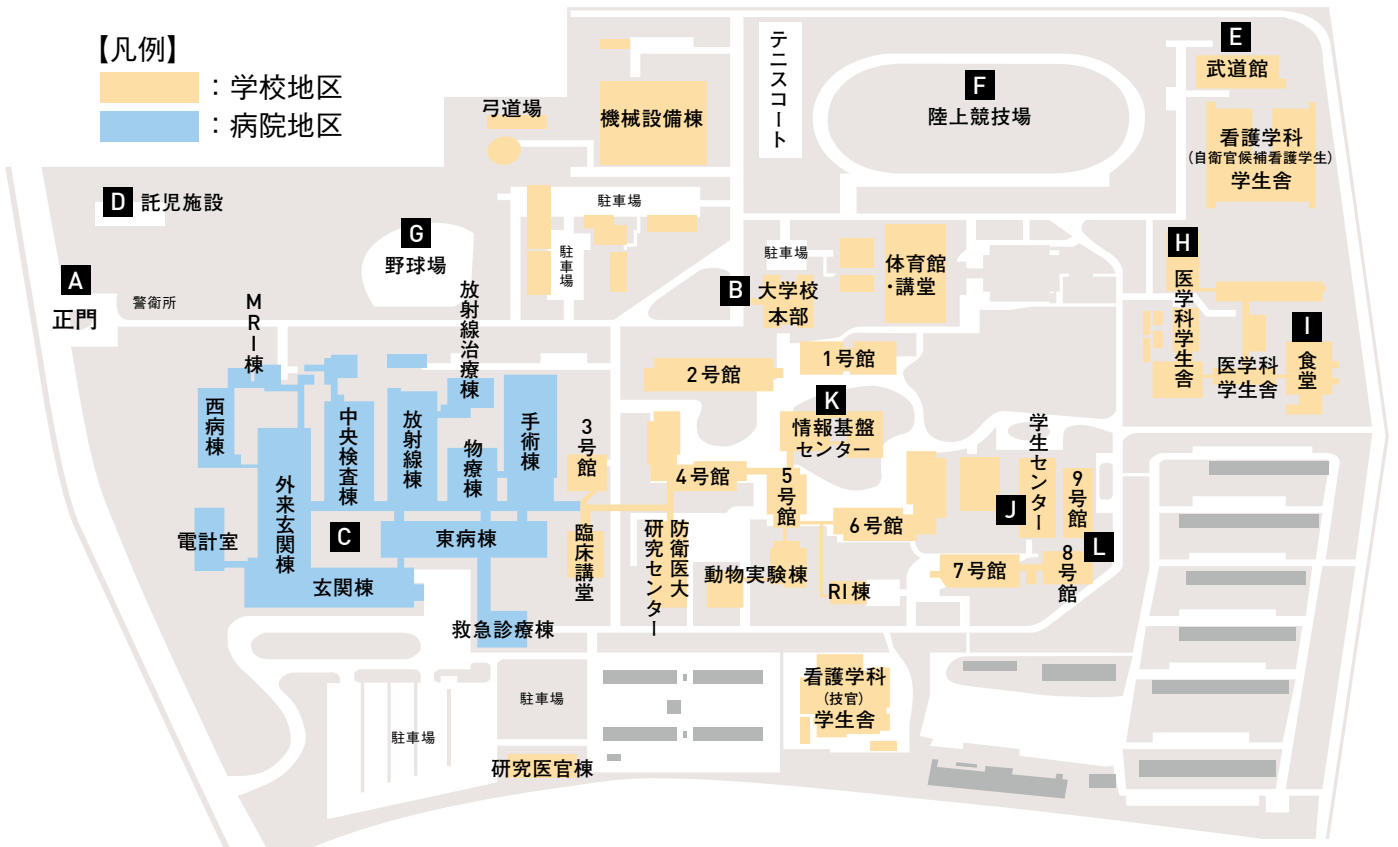 【凡例】
：学校地区
：病院地区
弓道場
機械設備棟
テニスコート
F
陸上競技場
E
武道館
看護学科
（自衛官候補看護学生）
学生舎
D 託児施設
G
野球場
駐車場
駐車場
駐車場
A
正門
警衛所
B 大学校
本部
体育館
・講堂
H
医学科学生舎
医学科
学生舎
I
食堂
MRI棟
放射線治療棟
西病棟
中央検査棟
放射線棟
物療棟
手術棟
外来玄関棟
電計室
C
東病棟
玄関棟
救急診療棟
3号館
臨床講堂
2号館
1号館
K
情報基盤
センター
4号館
5号館
6号館
防衛医大
研究センター
動物実験棟
RI棟
学生センター
J
9号館
L
8号館
7号館
看護学科
（技官）
学生舎
駐車場
駐車場
研究医官棟